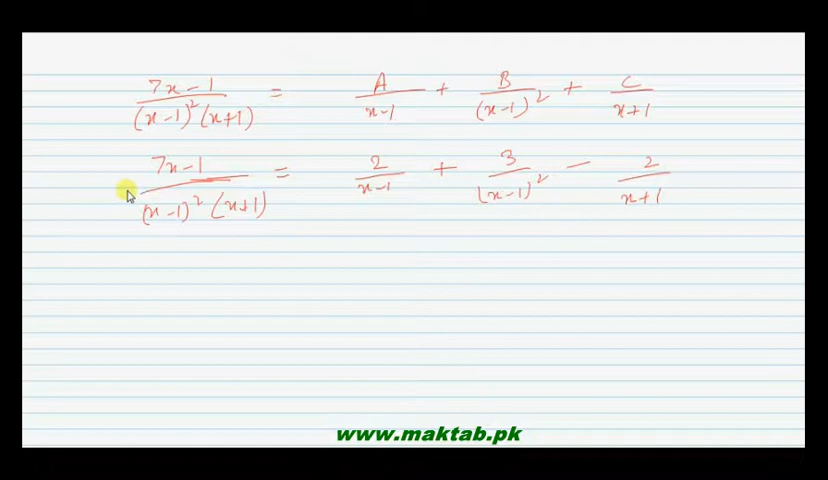 7x-1/(x-1)²(x+1) = A/x-1 + B/(x-1)² + C/x+1
7x-1/(x-1)²(x+1) = 2/x-1 + 3/(x-1)² - 2/x+1
www.maktab.pk